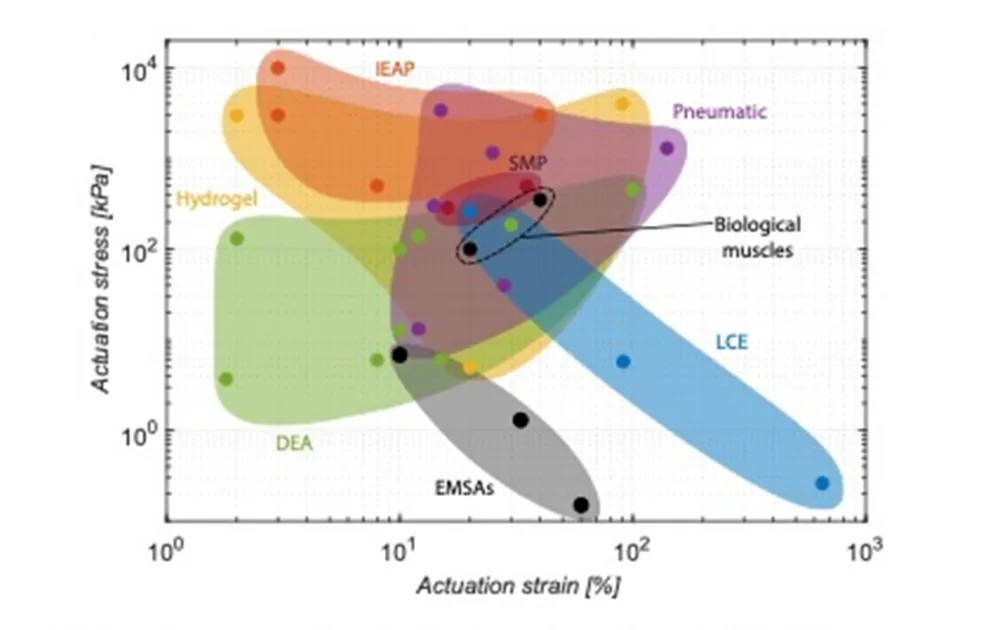 10^4
IEAP
Pneumatic
SMP
Hydrogel
Biological
muscles
10^2
Actuation stress [kPa]
LCE
10^0
DEA
EMSAs
10^0 10^1 10^2 10^3
Actuation strain [%]